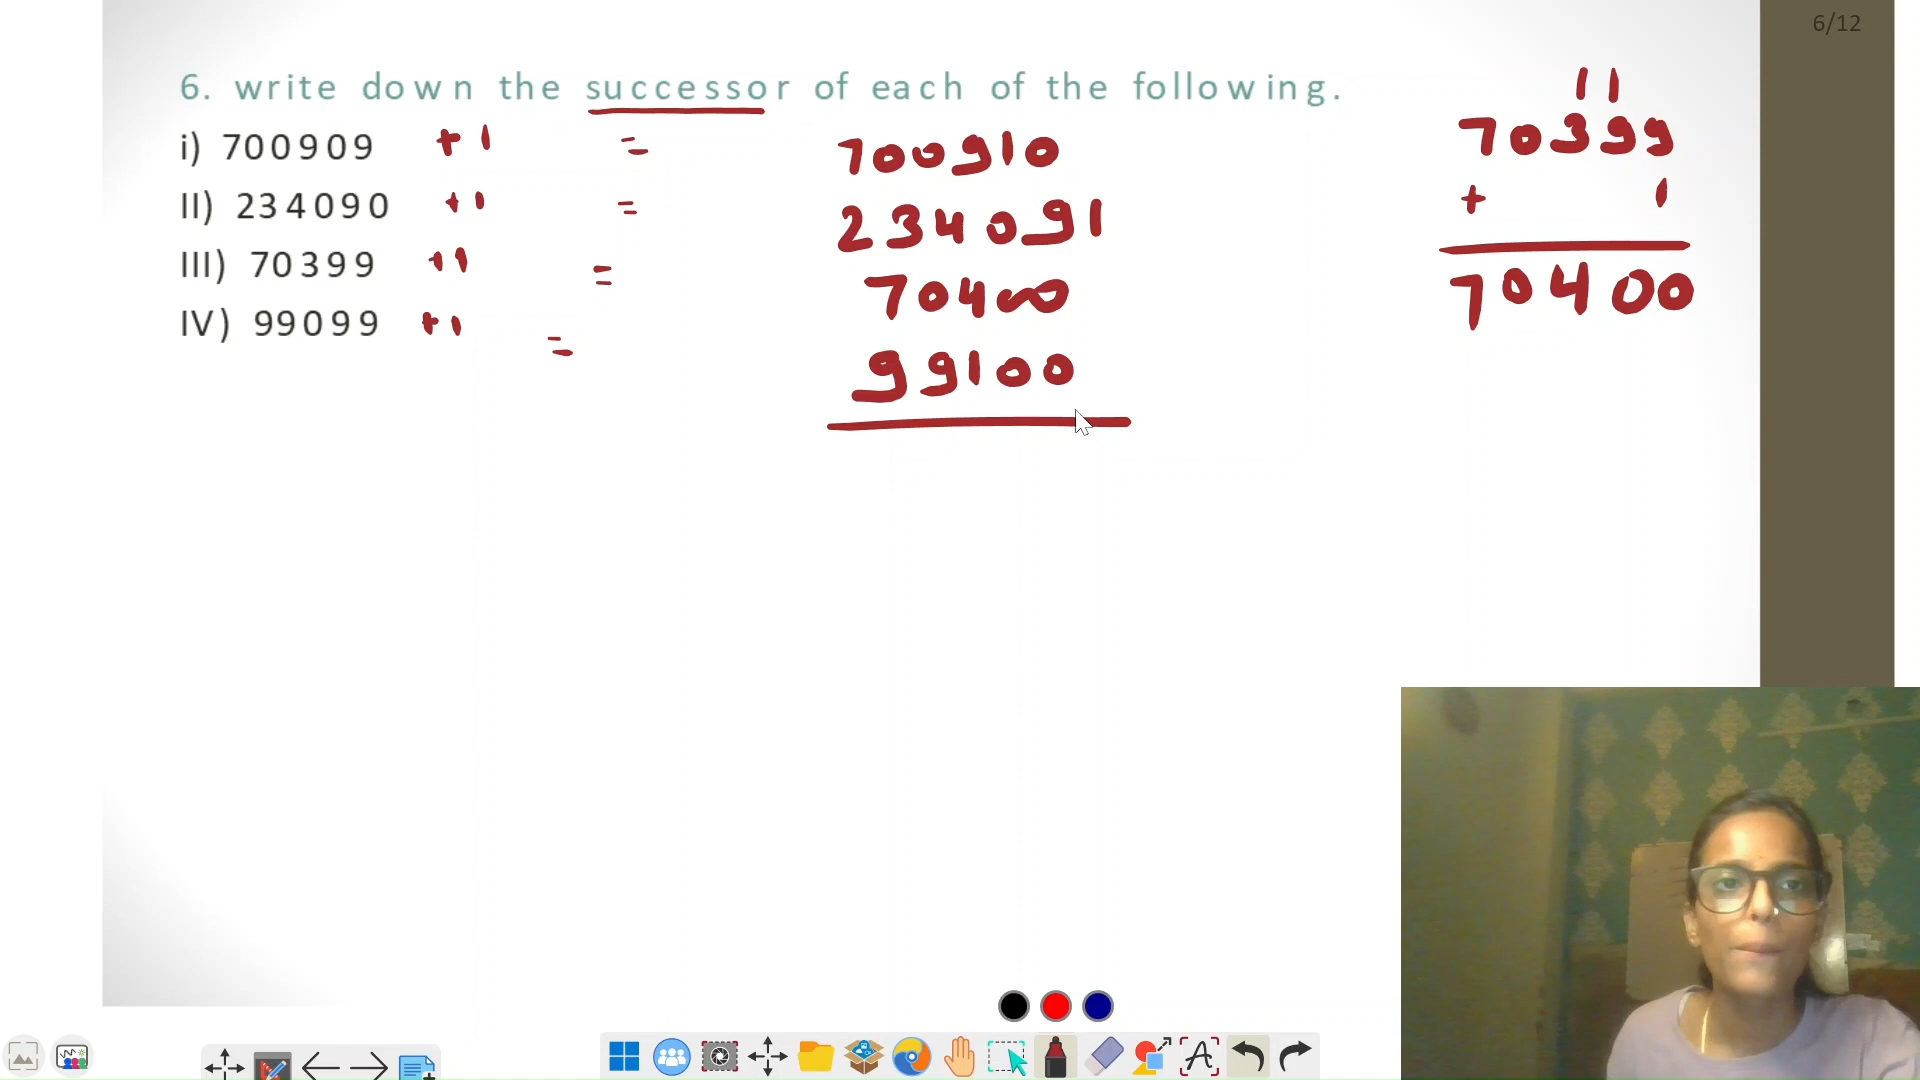 6/12
6. write down the successor of each of the following.
i) 700909 +1 = 700910
II) 234090 +1 = 234091
III) 70399 +1 = 70400
IV) 99099 +1 = 99100
11
70399
+ 1
70400